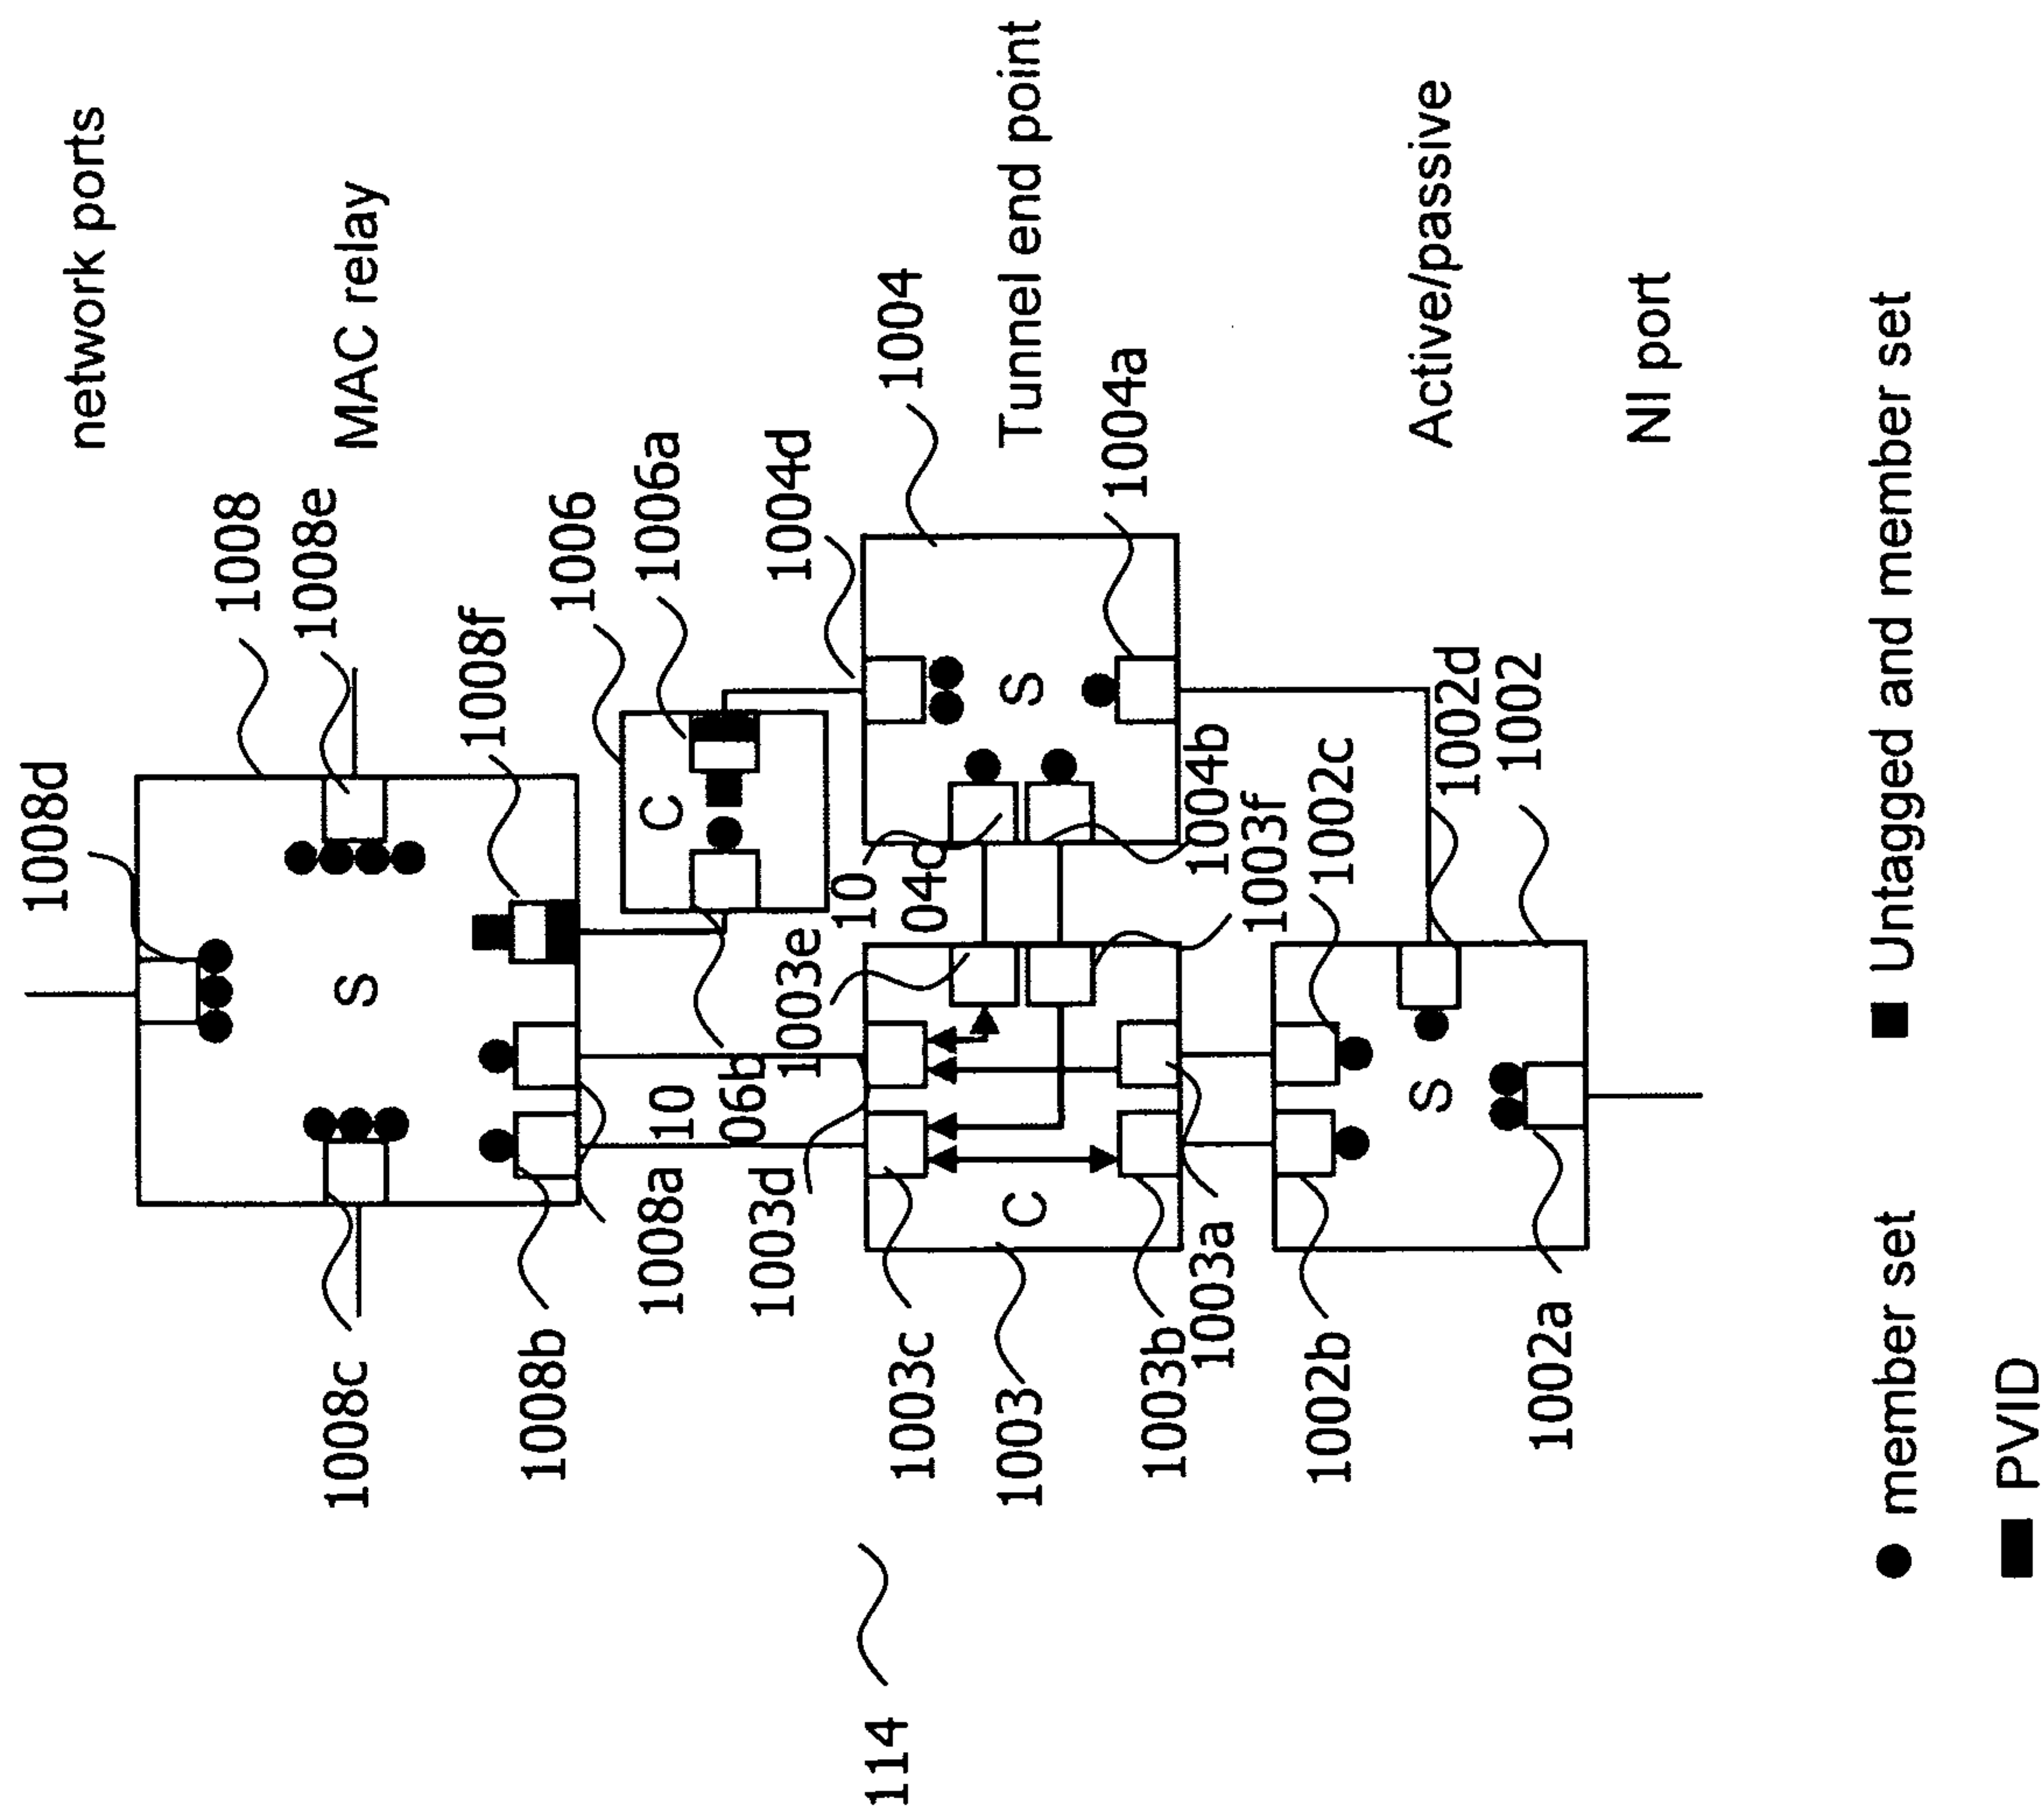 network ports
MAC relay
Tunnel end point
Active/passive
NI port
1008d
1008
1008e
1008f
1006
1006a
1004d
1004
1004a
1004b
10
04c
1003f
1002c
1002d
1002
1003e
10
06b
1008a
1003d
1008c
1008b
1003c
1003
1003b
1003a
1002b
1002a
114
S
C
S
C
S
● member set
■ Untagged and member set
▬ PVID